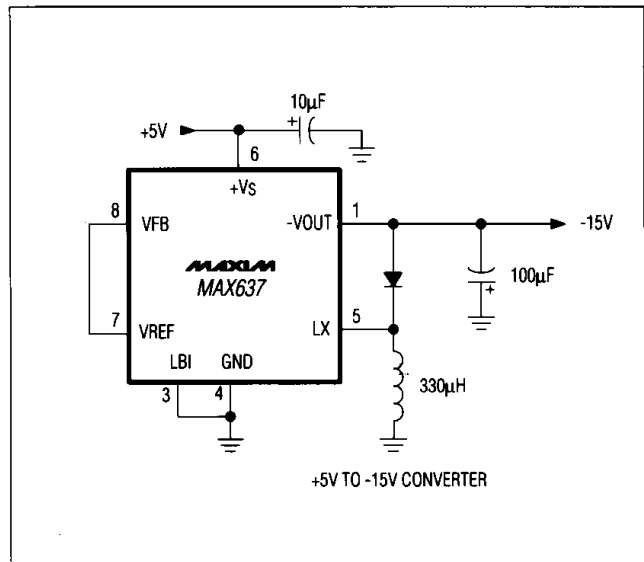 10µF
+
+5V
6
+VS
8
VFB
-VOUT
1
-15V
MAXIM
MAX637
100µF
+
7
VREF
LX
5
LBI
GND
3
4
330µH
+5V TO -15V CONVERTER